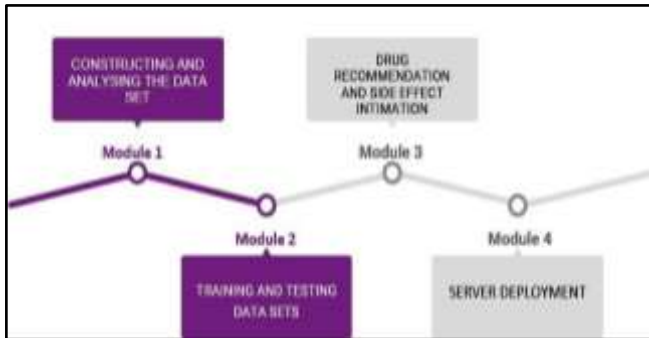 CONSTRUCTING AND
ANALYSING THE DATA
SET
Module 1
DRUG
RECOMMENDATION
AND SIDE EFFECT
INTIMATION
Module 3
Module 2
TRAINING AND TESTING
DATA SETS
Module 4
SERVER DEPLOYMENT